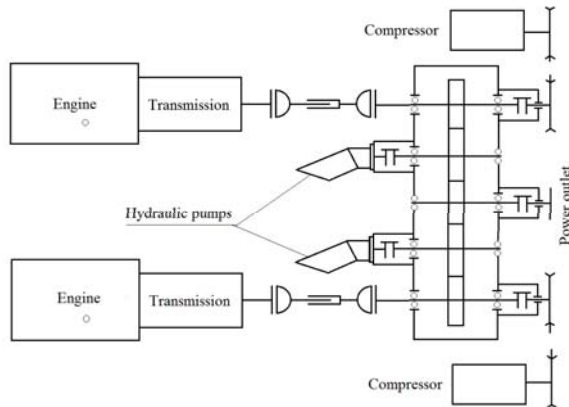 Compressor
Engine
Transmission
Hydraulic pumps
Power outlet
Engine
Transmission
Compressor